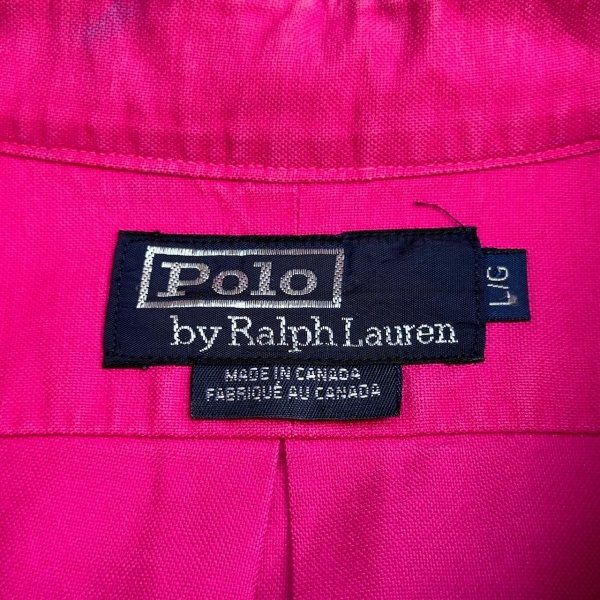 Polo
by Ralph Lauren
L/G
MADE IN CANADA
FABRIQUÉ AU CANADA